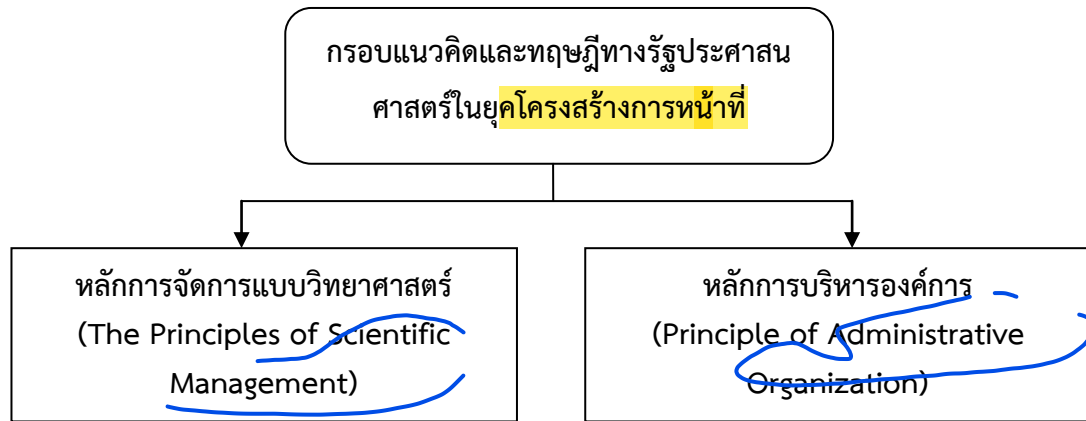 กรอบแนวคิดและทฤษฎีทางรัฐประศาสน
ศาสตร์ในยุคโครงสร้างการหน้าที่
หลักการจัดการแบบวิทยาศาสตร์
(The Principles of Scientific
Management)
หลักการบริหารองค์การ
(Principle of Administrative
Organization)